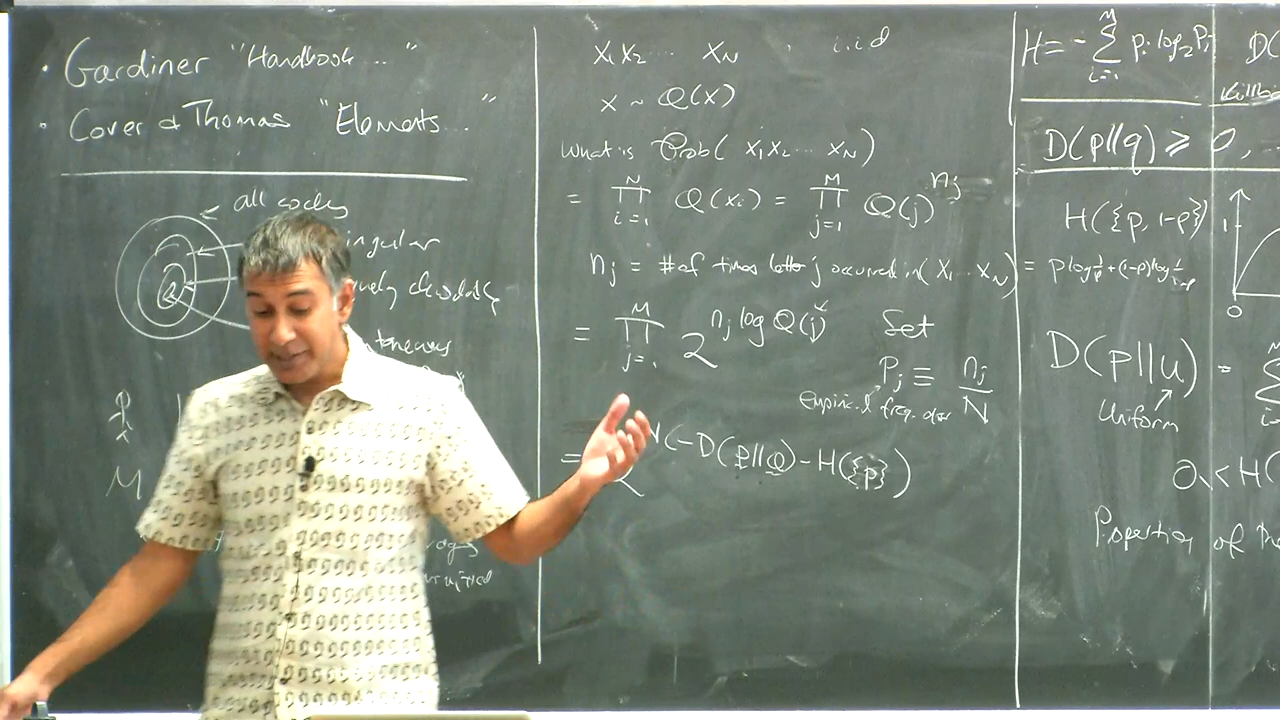 · Gardiner "Handbook .."
· Cover & Thomas "Elements.. "
all codes
ingular
M
x₁ x₂ ... x_N . i.i.d
x ~ Q(x)
What is Prob( x₁ x₂ ... x_N )
= ∏_{i=1}^{N} Q(x_i) = ∏_{j=1}^{M} Q(j)^{n_j}
n_j = # of times letter j occurred in (x₁ ... x_N)
= ∏_{j=1}^{M} 2^{n_j log Q(j)} Set
P_j ≡ n_j / N
Empirical freq. dist
= 2^{N(-D(p||Q) - H({p})}
H = - ∑_{i=1}^{M} p_i log₂ p_i D(
D(p||q) ≥ 0,
H({p, 1-p}) 1
= p log 1/p + (1-p) log 1/1-p
0
D(p||u) = ∑
Uniform
0 < H(
Properties of